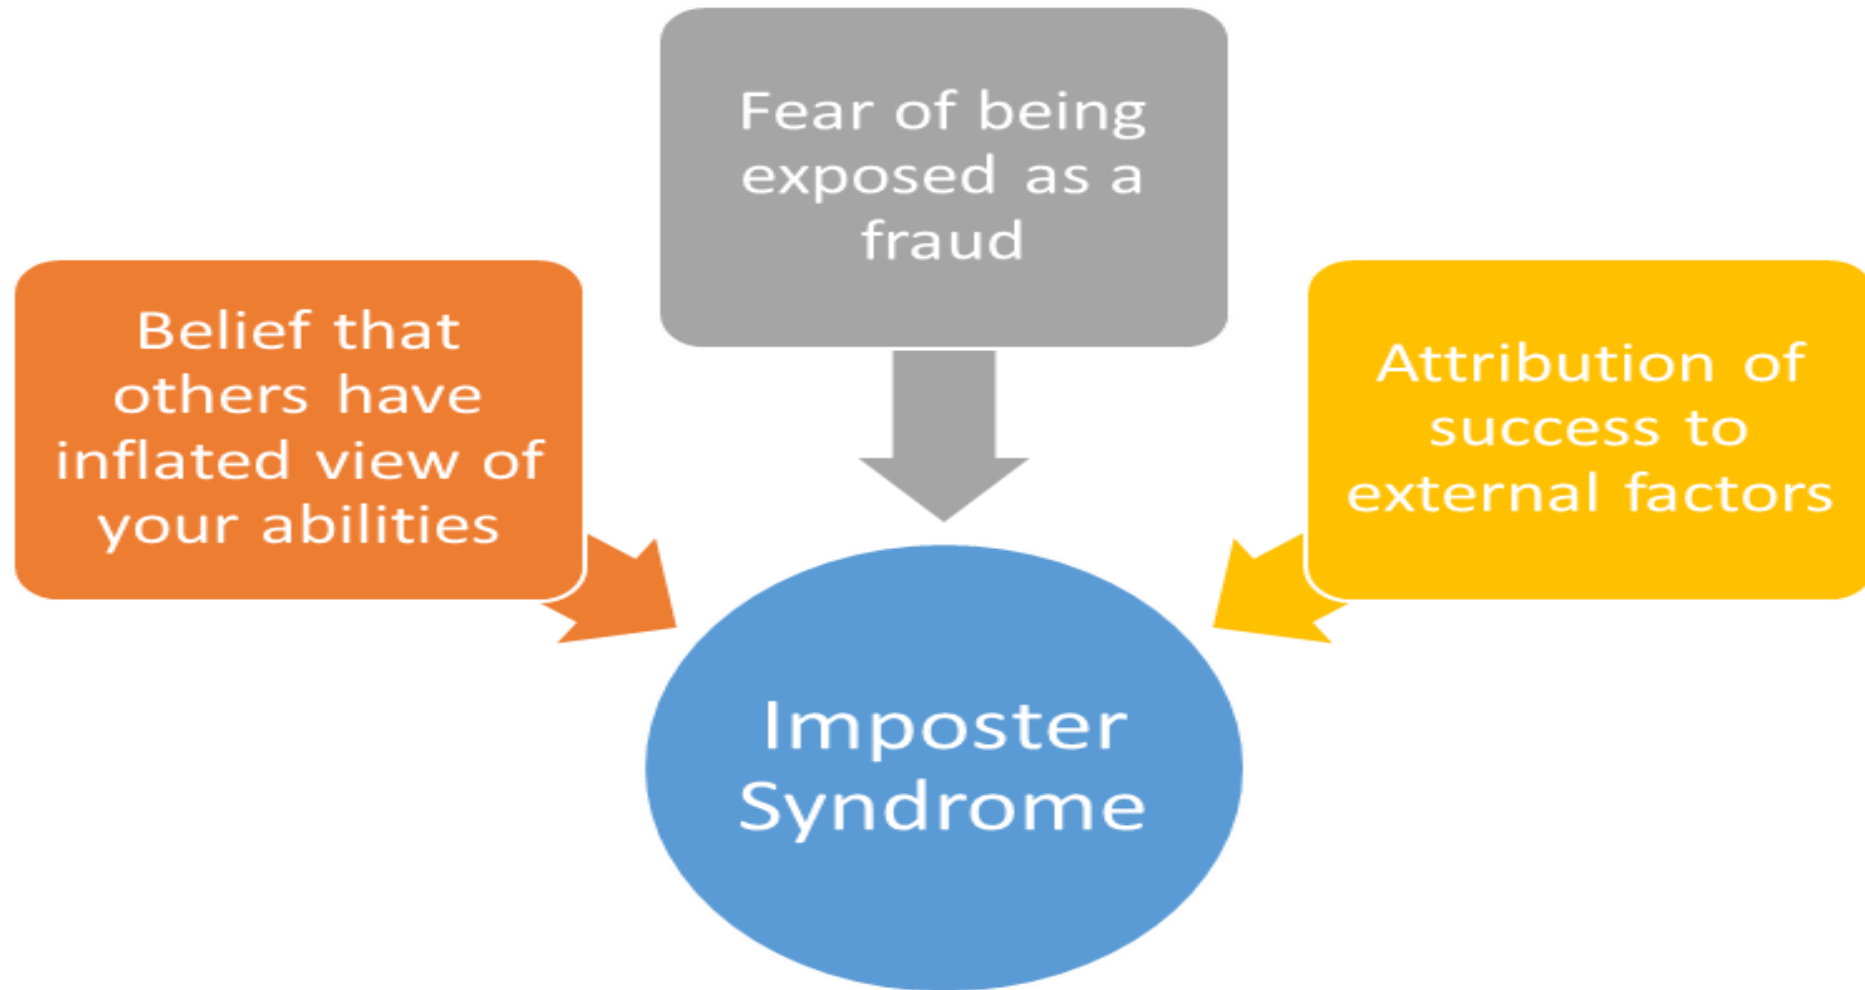 Fear of being
exposed as a
fraud
Belief that
others have
inflated view of
your abilities
Attribution of
success to
external factors
Imposter
Syndrome